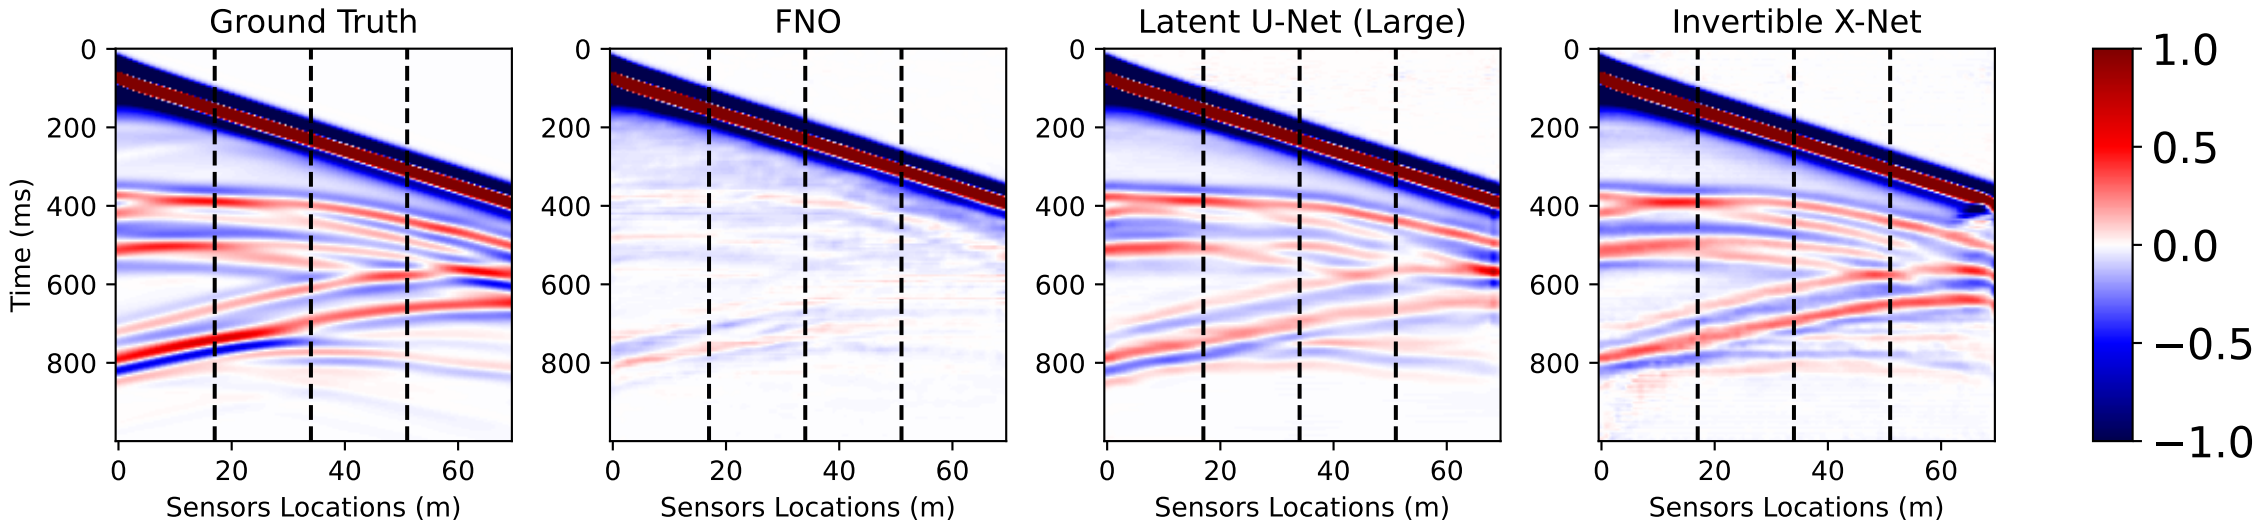 Ground Truth
FNO
Latent U-Net (Large)
Invertible X-Net
Time (ms)
0
200
400
600
800
0 20 40 60
Sensors Locations (m)
0
200
400
600
800
0 20 40 60
Sensors Locations (m)
0
200
400
600
800
0 20 40 60
Sensors Locations (m)
0
200
400
600
800
0 20 40 60
Sensors Locations (m)
1.0
0.5
0.0
−0.5
−1.0